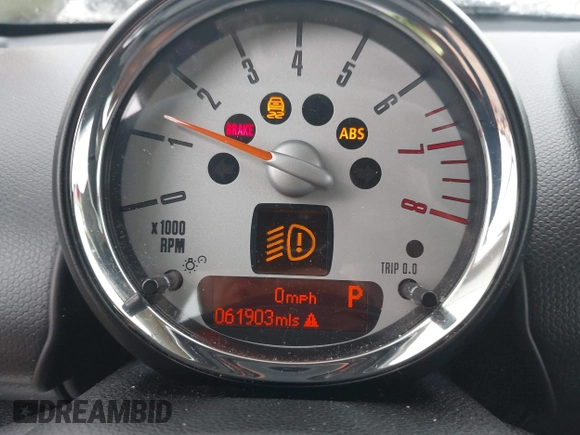 0
1
2
3
4
5
6
7
8
BRAKE
ABS
x1000
RPM
TRIP 0.0
0mph P
061903mls
DREAMBID